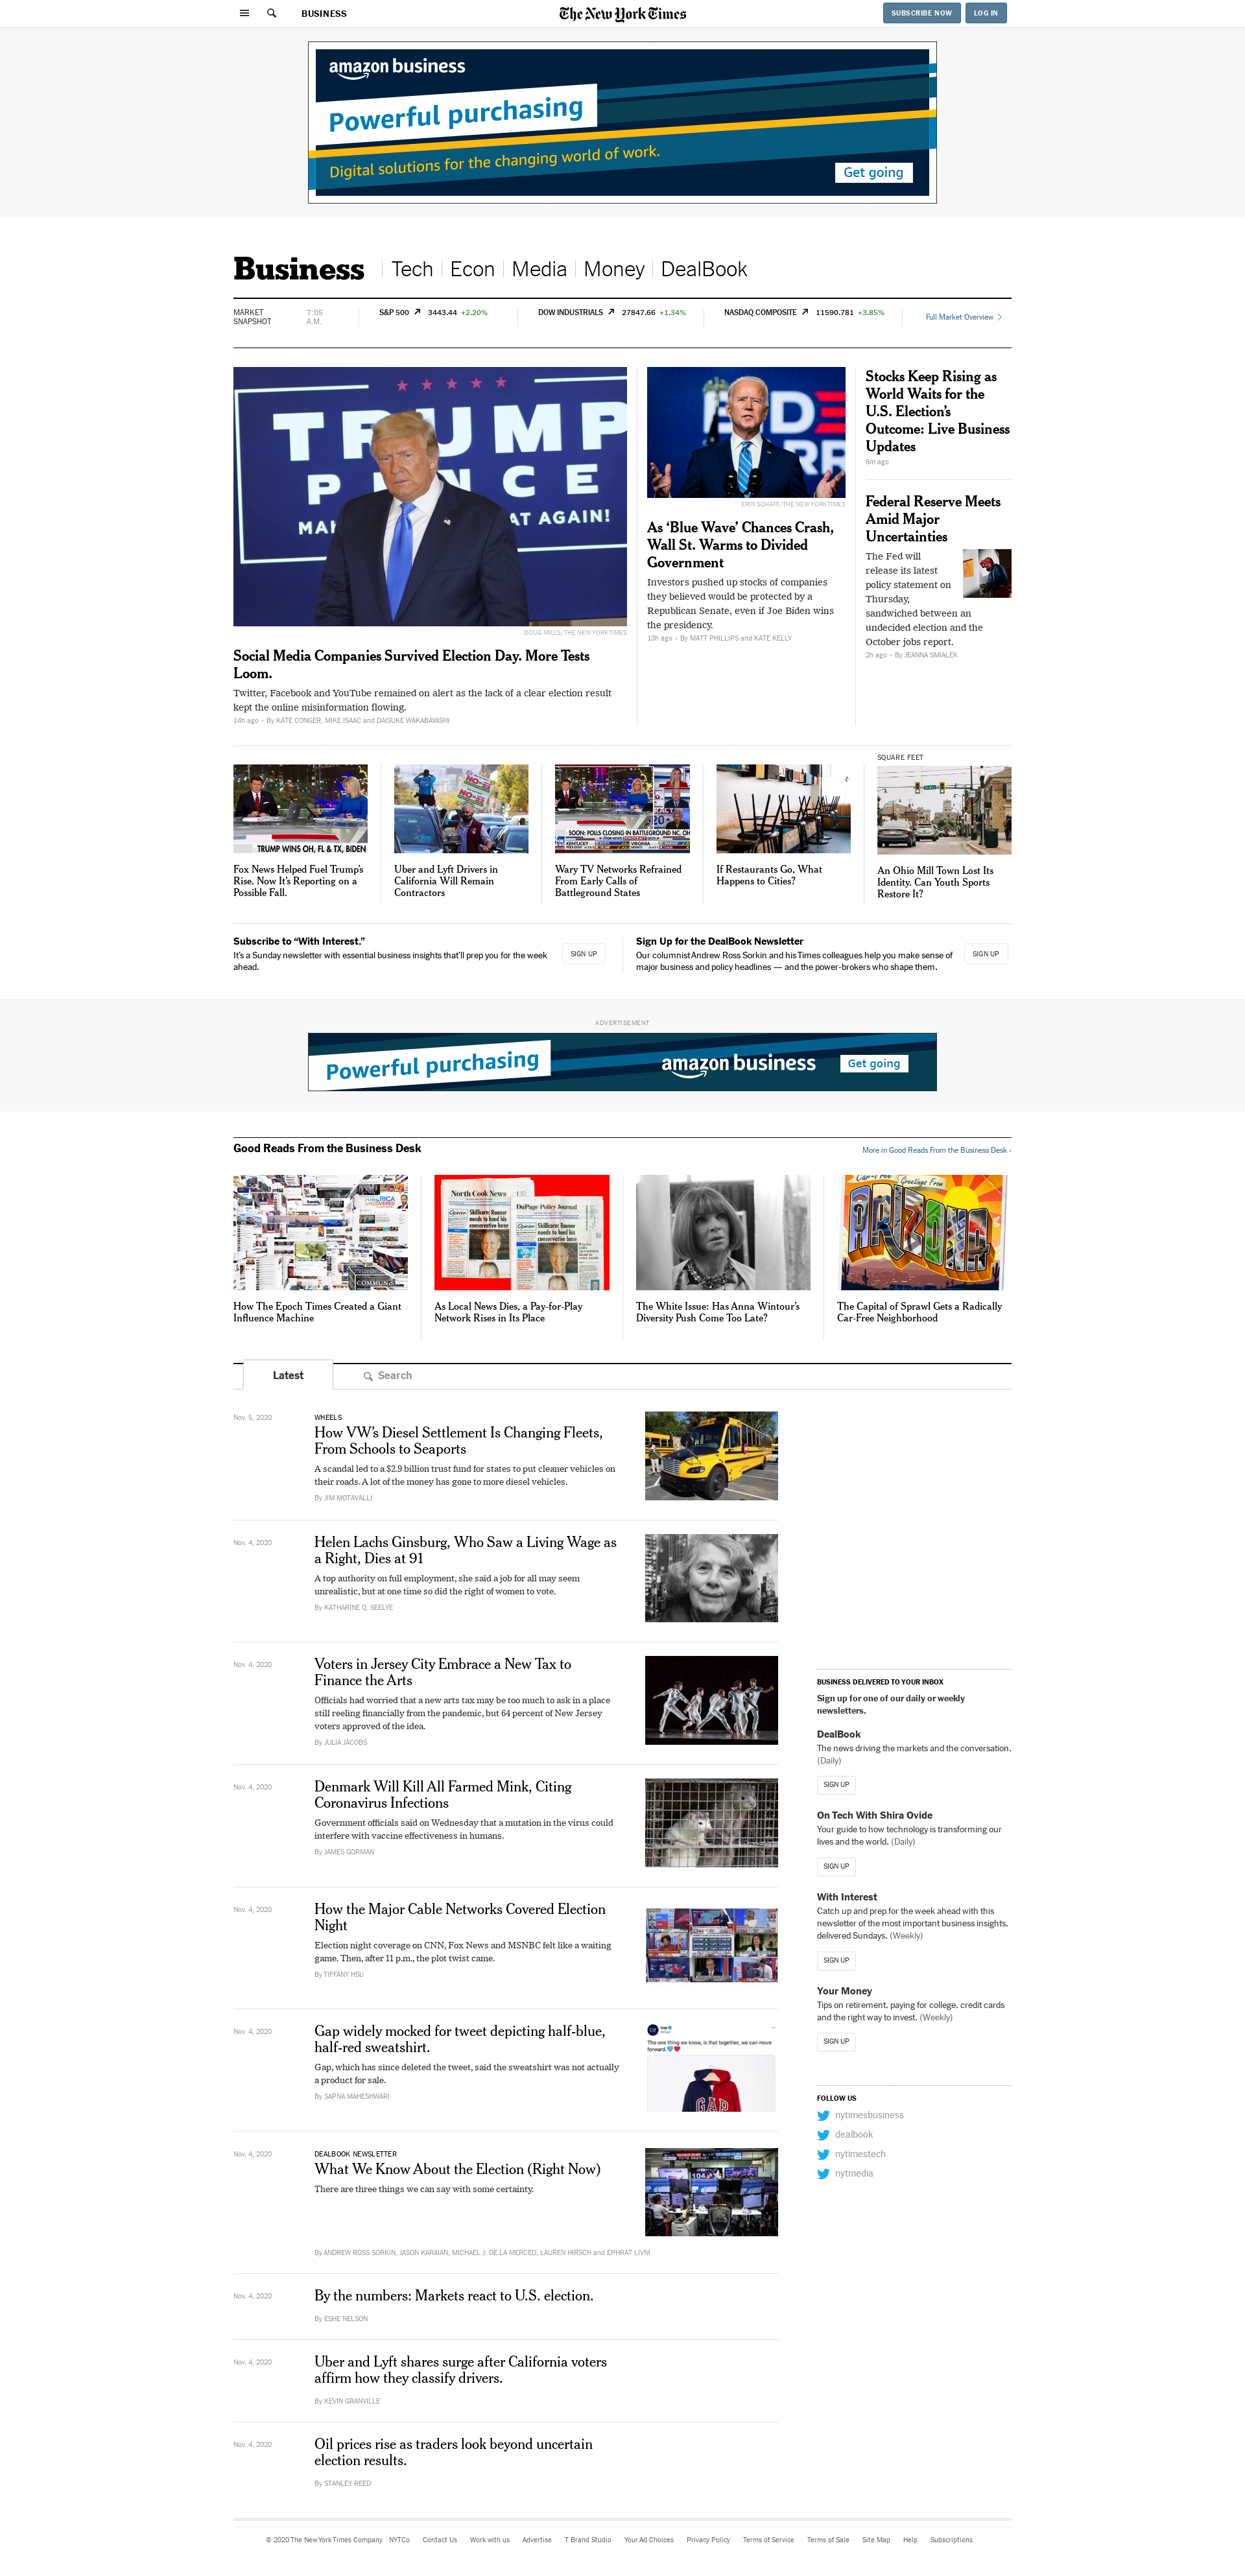 BUSINESS
The New York Times
SUBSCRIBE NOW
LOG IN
amazon business
Powerful purchasing
Digital solutions for the changing world of work.
Get going
Business
Tech
Econ
Media
Money
DealBook
MARKET
SNAPSHOT
7:05
A.M.
S&P 500 3443.44 +2.20%
DOW INDUSTRIALS 27847.66 +1.34%
NASDAQ COMPOSITE 11590.781 +3.85%
Full Market Overview
TRUMP
PENCE
AGAIN!
DOUG MILLS/THE NEW YORK TIMES
Social Media Companies Survived Election Day. More Tests
Loom.
Twitter, Facebook and YouTube remained on alert as the lack of a clear election result
kept the online misinformation flowing.
14h ago • By KATE CONGER, MIKE ISAAC and DAISUKE WAKABAYASHI
ERIN SCHAFF/THE NEW YORK TIMES
As ‘Blue Wave’ Chances Crash,
Wall St. Warms to Divided
Government
Investors pushed up stocks of companies
they believed would be protected by a
Republican Senate, even if Joe Biden wins
the presidency.
13h ago • By MATT PHILLIPS and KATE KELLY
Stocks Keep Rising as
World Waits for the
U.S. Election’s
Outcome: Live Business
Updates
6m ago
Federal Reserve Meets
Amid Major
Uncertainties
The Fed will
release its latest
policy statement on
Thursday,
sandwiched between an
undecided election and the
October jobs report.
2h ago • By JEANNA SMIALEK
TRUMP WINS OH, FL & TX, BIDEN
Fox News Helped Fuel Trump’s
Rise. Now It’s Reporting on a
Possible Fall.
Uber and Lyft Drivers in
California Will Remain
Contractors
SOON: POLLS CLOSING IN BATTLEGROUND NC, OH
KENTUCKY
VIRGINIA
Wary TV Networks Refrained
From Early Calls of
Battleground States
If Restaurants Go, What
Happens to Cities?
SQUARE FEET
An Ohio Mill Town Lost Its
Identity. Can Youth Sports
Restore It?
Subscribe to “With Interest.”
It’s a Sunday newsletter with essential business insights that’ll prep you for the week
ahead.
SIGN UP
Sign Up for the DealBook Newsletter
Our columnist Andrew Ross Sorkin and his Times colleagues help you make sense of
major business and policy headlines — and the power-brokers who shape them.
SIGN UP
ADVERTISEMENT
Powerful purchasing
amazon business
Get going
Good Reads From the Business Desk
More in Good Reads From the Business Desk ›
How The Epoch Times Created a Giant
Influence Machine
North Cook News
DuPage Policy Journal
As Local News Dies, a Pay-for-Play
Network Rises in Its Place
The White Issue: Has Anna Wintour’s
Diversity Push Come Too Late?
Greetings From
ARIZONA
The Capital of Sprawl Gets a Radically
Car-Free Neighborhood
Latest
Search
Nov. 5, 2020
WHEELS
How VW’s Diesel Settlement Is Changing Fleets,
From Schools to Seaports
A scandal led to a $2.9 billion trust fund for states to put cleaner vehicles on
their roads. A lot of the money has gone to more diesel vehicles.
By JIM MOTAVALLI
Nov. 4, 2020
Helen Lachs Ginsburg, Who Saw a Living Wage as
a Right, Dies at 91
A top authority on full employment, she said a job for all may seem
unrealistic, but at one time so did the right of women to vote.
By KATHARINE Q. SEELYE
Nov. 4, 2020
Voters in Jersey City Embrace a New Tax to
Finance the Arts
Officials had worried that a new arts tax may be too much to ask in a place
still reeling financially from the pandemic, but 64 percent of New Jersey
voters approved of the idea.
By JULIA JACOBS
Nov. 4, 2020
Denmark Will Kill All Farmed Mink, Citing
Coronavirus Infections
Government officials said on Wednesday that a mutation in the virus could
interfere with vaccine effectiveness in humans.
By JAMES GORMAN
Nov. 4, 2020
How the Major Cable Networks Covered Election
Night
Election night coverage on CNN, Fox News and MSNBC felt like a waiting
game. Then, after 11 p.m., the plot twist came.
By TIFFANY HSU
Nov. 4, 2020
Gap widely mocked for tweet depicting half-blue,
half-red sweatshirt.
Gap, which has since deleted the tweet, said the sweatshirt was not actually
a product for sale.
By SAPNA MAHESHWARI
The one thing we know, is that together, we can move
forward.
GAP
Nov. 4, 2020
DEALBOOK NEWSLETTER
What We Know About the Election (Right Now)
There are three things we can say with some certainty.
By ANDREW ROSS SORKIN, JASON KARAIAN, MICHAEL J. DE LA MERCED, LAUREN HIRSCH and EPHRAT LIVNI
Nov. 4, 2020
By the numbers: Markets react to U.S. election.
By ESHE NELSON
Nov. 4, 2020
Uber and Lyft shares surge after California voters
affirm how they classify drivers.
By KEVIN GRANVILLE
Nov. 4, 2020
Oil prices rise as traders look beyond uncertain
election results.
By STANLEY REED
BUSINESS DELIVERED TO YOUR INBOX
Sign up for one of our daily or weekly
newsletters.
DealBook
The news driving the markets and the conversation.
(Daily)
SIGN UP
On Tech With Shira Ovide
Your guide to how technology is transforming our
lives and the world. (Daily)
SIGN UP
With Interest
Catch up and prep for the week ahead with this
newsletter of the most important business insights,
delivered Sundays. (Weekly)
SIGN UP
Your Money
Tips on retirement, paying for college, credit cards
and the right way to invest. (Weekly)
SIGN UP
FOLLOW US
nytimesbusiness
dealbook
nytimestech
nytmedia
© 2020 The New York Times Company NYTCo Contact Us Work with us Advertise T Brand Studio Your Ad Choices Privacy Policy Terms of Service Terms of Sale Site Map Help Subscriptions